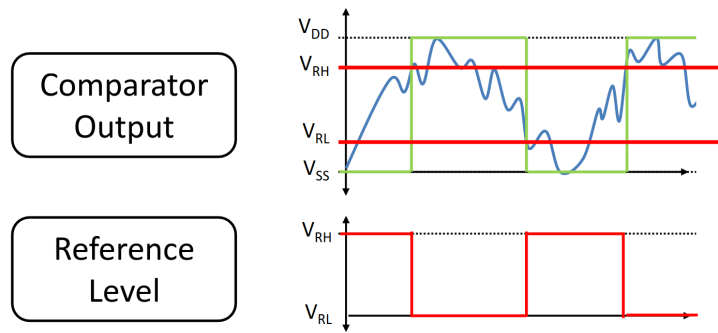 Comparator
Output
V_DD
V_RH
V_RL
V_SS
Reference
Level
V_RH
V_RL